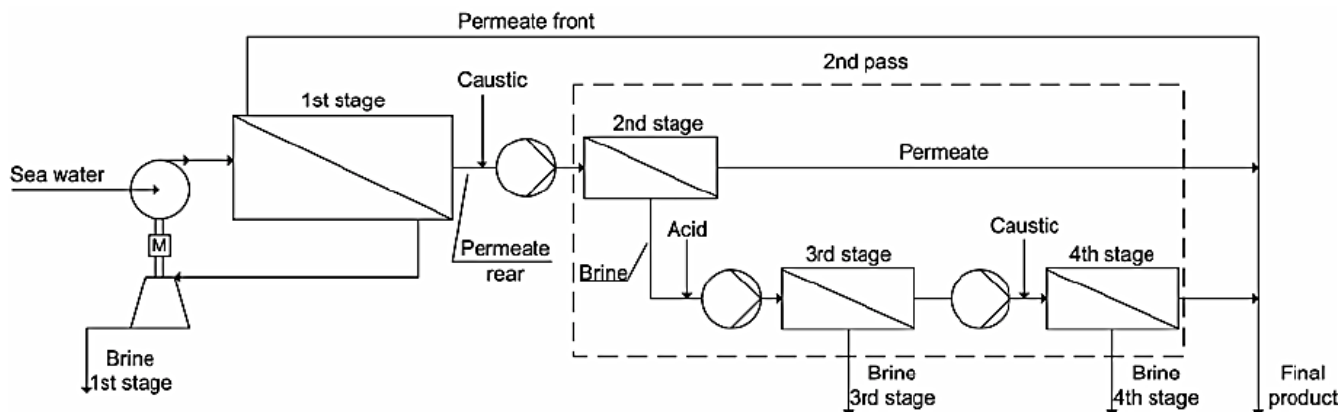 Permeate front
2nd pass
Caustic
1st stage
2nd stage
Sea water
Permeate
M
Permeate
rear
Brine
Acid
Caustic
3rd stage
4th stage
Brine
1st stage
Brine
3rd stage
Brine
4th stage
Final
product